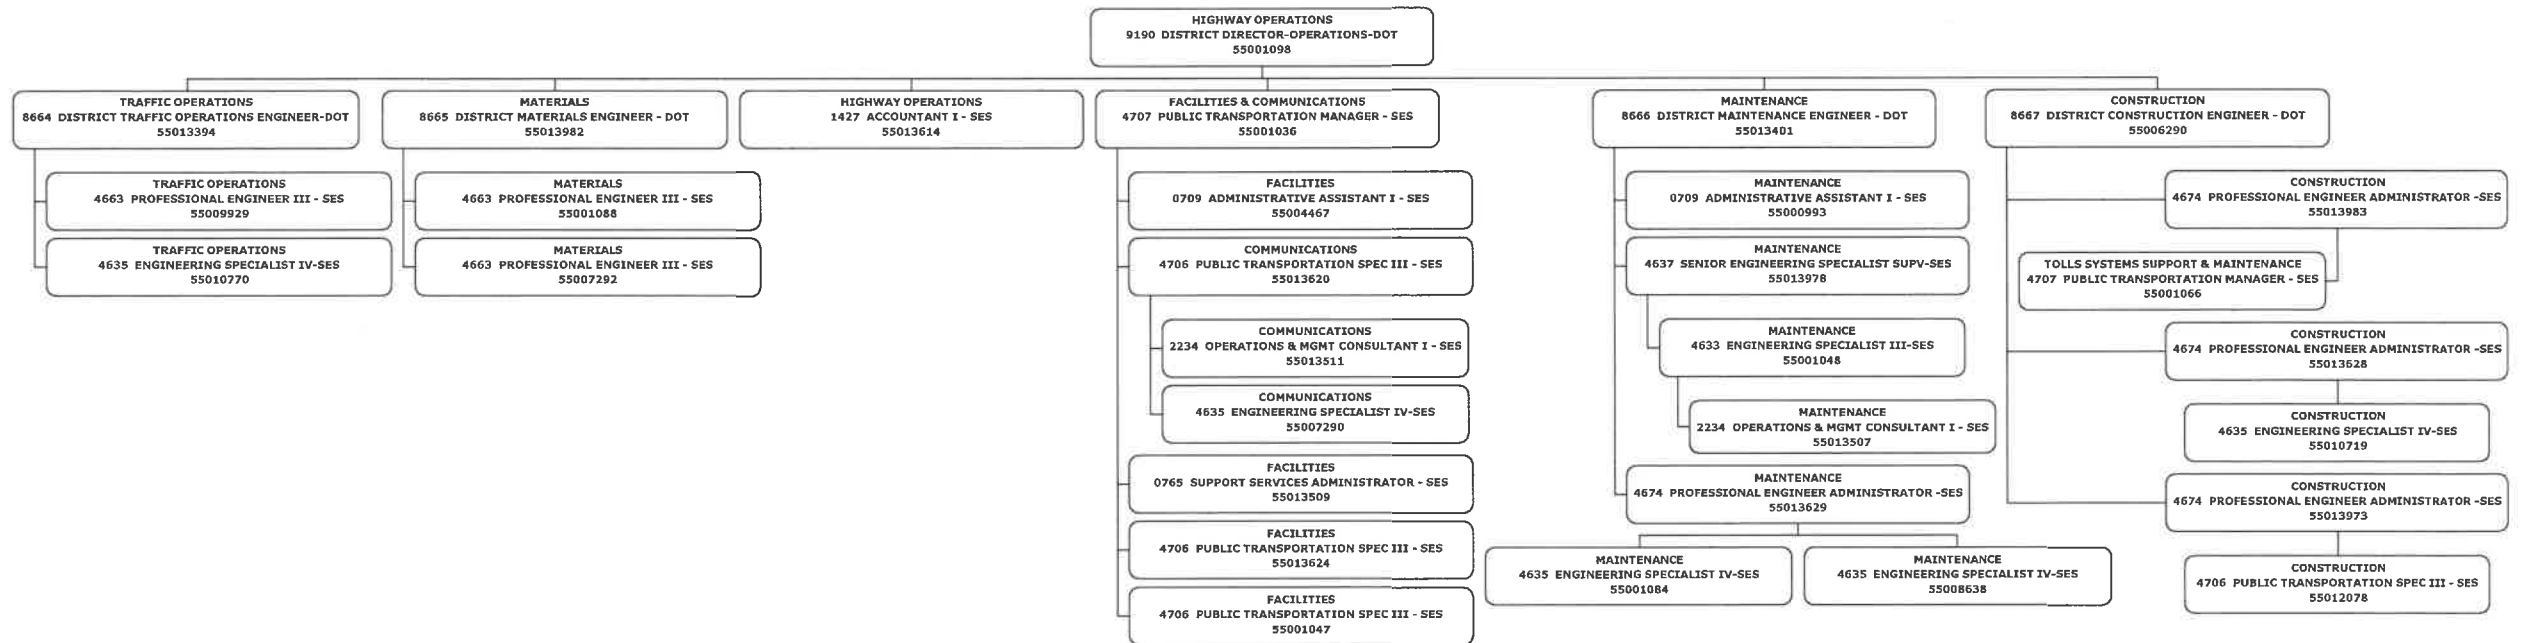 HIGHWAY OPERATIONS
9190 DISTRICT DIRECTOR-OPERATIONS-DOT
55001098
TRAFFIC OPERATIONS
8664 DISTRICT TRAFFIC OPERATIONS ENGINEER-DOT
55013394
TRAFFIC OPERATIONS
4663 PROFESSIONAL ENGINEER III - SES
55009929
TRAFFIC OPERATIONS
4635 ENGINEERING SPECIALIST IV-SES
55010770
MATERIALS
8665 DISTRICT MATERIALS ENGINEER - DOT
55013982
MATERIALS
4663 PROFESSIONAL ENGINEER III - SES
55001088
MATERIALS
4663 PROFESSIONAL ENGINEER III - SES
55007292
HIGHWAY OPERATIONS
1427 ACCOUNTANT I - SES
55013614
FACILITIES & COMMUNICATIONS
4707 PUBLIC TRANSPORTATION MANAGER - SES
55001036
FACILITIES
0709 ADMINISTRATIVE ASSISTANT I - SES
55004467
COMMUNICATIONS
4706 PUBLIC TRANSPORTATION SPEC III - SES
55013620
COMMUNICATIONS
2234 OPERATIONS & MGMT CONSULTANT I - SES
55013511
COMMUNICATIONS
4635 ENGINEERING SPECIALIST IV-SES
55007290
FACILITIES
0765 SUPPORT SERVICES ADMINISTRATOR - SES
55013509
FACILITIES
4706 PUBLIC TRANSPORTATION SPEC III - SES
55013624
FACILITIES
4706 PUBLIC TRANSPORTATION SPEC III - SES
55001047
MAINTENANCE
8666 DISTRICT MAINTENANCE ENGINEER - DOT
55013401
MAINTENANCE
0709 ADMINISTRATIVE ASSISTANT I - SES
55000993
MAINTENANCE
4637 SENIOR ENGINEERING SPECIALIST SUPV-SES
55013978
MAINTENANCE
4633 ENGINEERING SPECIALIST III-SES
55001048
MAINTENANCE
2234 OPERATIONS & MGMT CONSULTANT I - SES
55013507
MAINTENANCE
4674 PROFESSIONAL ENGINEER ADMINISTRATOR -SES
55013629
MAINTENANCE
4635 ENGINEERING SPECIALIST IV-SES
55001084
MAINTENANCE
4635 ENGINEERING SPECIALIST IV-SES
55008638
CONSTRUCTION
8667 DISTRICT CONSTRUCTION ENGINEER - DOT
55006290
CONSTRUCTION
4674 PROFESSIONAL ENGINEER ADMINISTRATOR -SES
55013983
TOLLS SYSTEMS SUPPORT & MAINTENANCE
4707 PUBLIC TRANSPORTATION MANAGER - SES
55001066
CONSTRUCTION
4674 PROFESSIONAL ENGINEER ADMINISTRATOR -SES
55013628
CONSTRUCTION
4635 ENGINEERING SPECIALIST IV-SES
55010719
CONSTRUCTION
4674 PROFESSIONAL ENGINEER ADMINISTRATOR -SES
55013973
CONSTRUCTION
4706 PUBLIC TRANSPORTATION SPEC III - SES
55012078